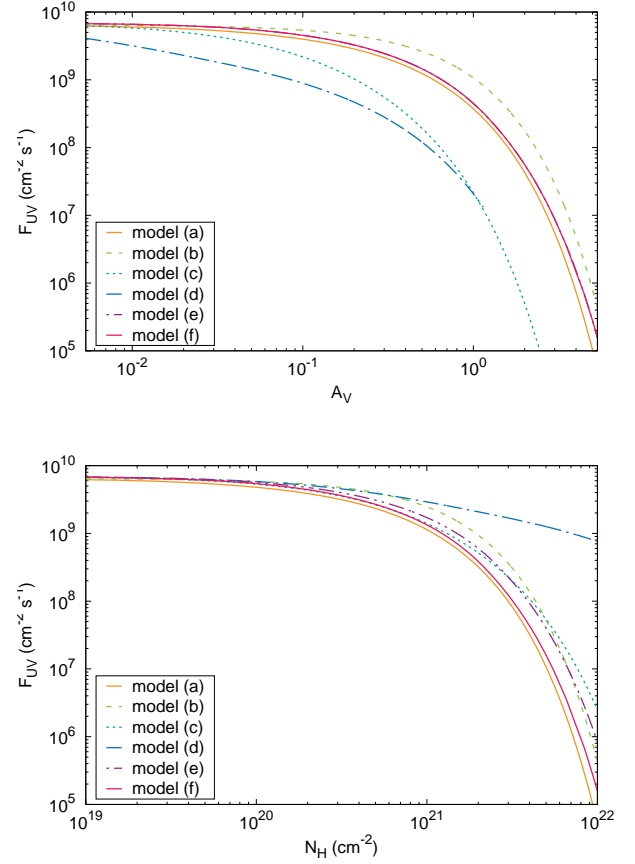 10^10
10^9
10^8
10^7
10^6
10^5
F_UV (cm^-2 s^-1)
model (a)
model (b)
model (c)
model (d)
model (e)
model (f)
10^-2 10^-1 10^0
A_V
10^10
10^9
10^8
10^7
10^6
10^5
F_UV (cm^-2 s^-1)
model (a)
model (b)
model (c)
model (d)
model (e)
model (f)
10^19 10^20 10^21 10^22
N_H (cm^-2)